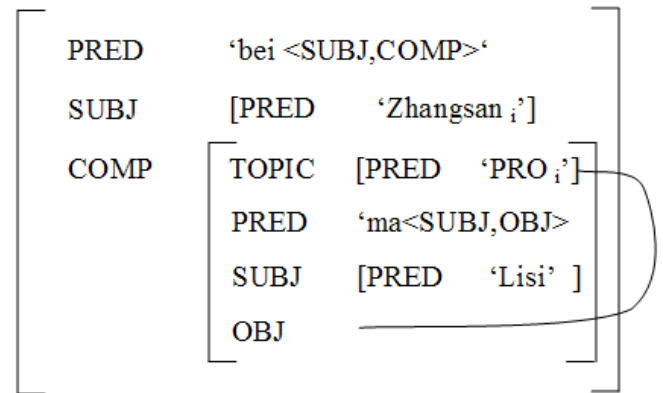 PRED ‘bei <SUBJ,COMP>‘
SUBJ [PRED ‘Zhangsan i’]
COMP TOPIC [PRED ‘PRO i’]
PRED ‘ma<SUBJ,OBJ>
SUBJ [PRED ‘Lisi’ ]
OBJ